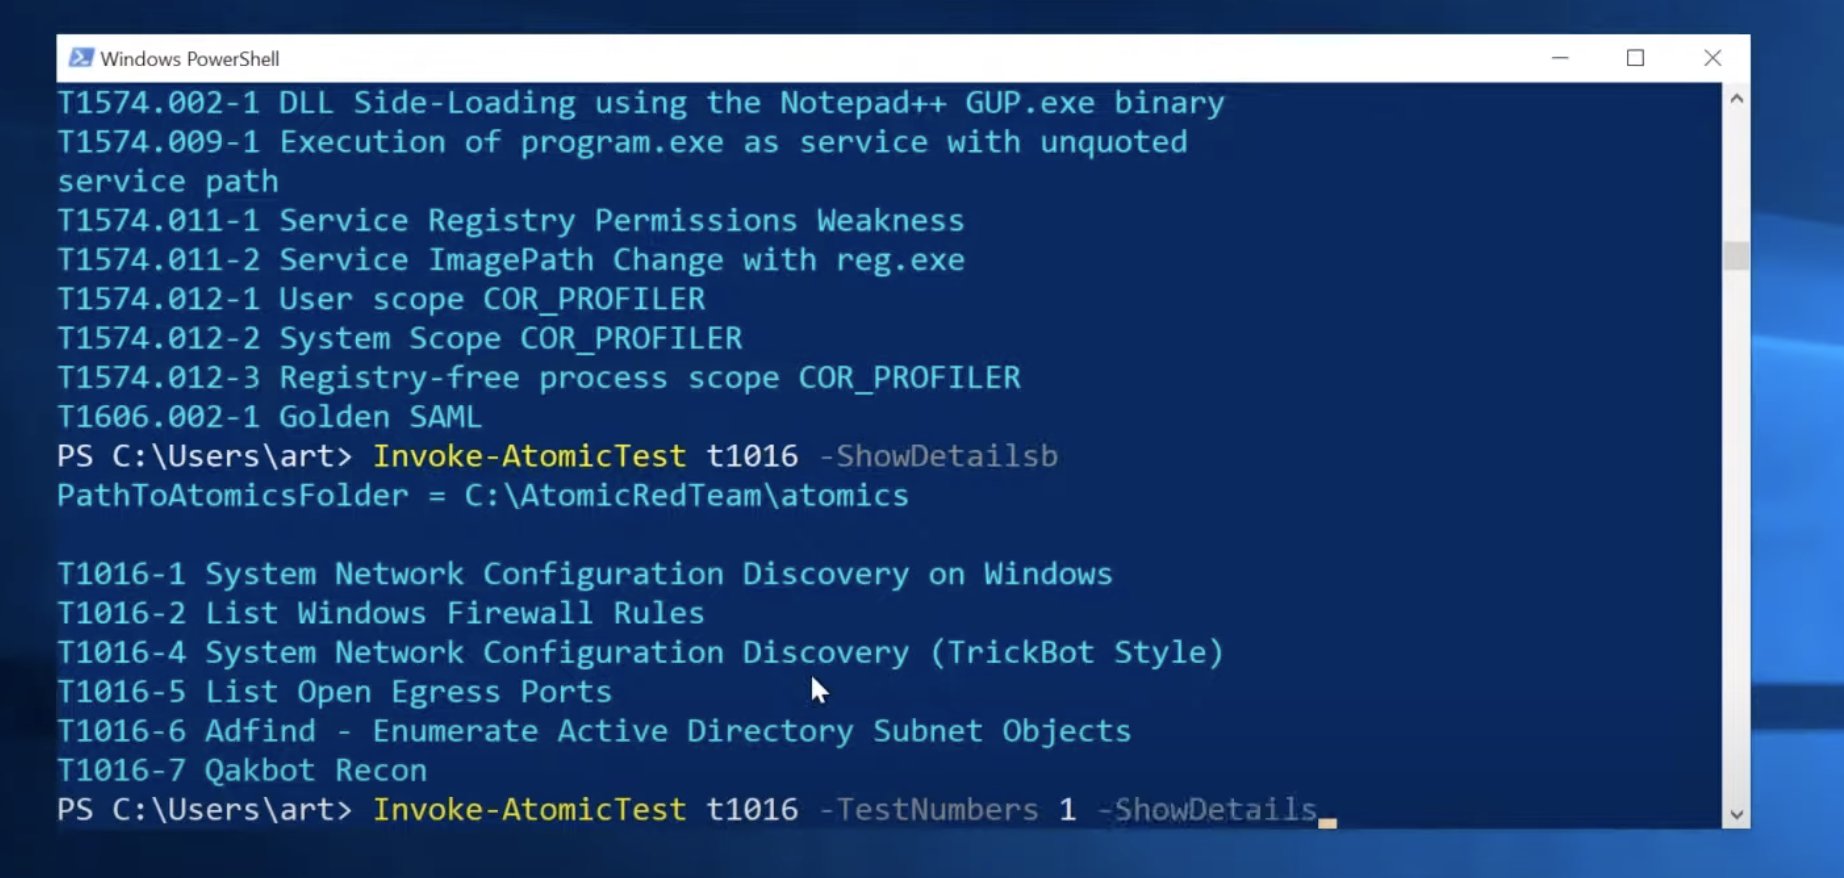 Windows PowerShell
T1574.002-1 DLL Side-Loading using the Notepad++ GUP.exe binary
T1574.009-1 Execution of program.exe as service with unquoted
service path
T1574.011-1 Service Registry Permissions Weakness
T1574.011-2 Service ImagePath Change with reg.exe
T1574.012-1 User scope COR_PROFILER
T1574.012-2 System Scope COR_PROFILER
T1574.012-3 Registry-free process scope COR_PROFILER
T1606.002-1 Golden SAML
PS C:\Users\art> Invoke-AtomicTest t1016 -ShowDetailsb
PathToAtomicsFolder = C:\AtomicRedTeam\atomics
T1016-1 System Network Configuration Discovery on Windows
T1016-2 List Windows Firewall Rules
T1016-4 System Network Configuration Discovery (TrickBot Style)
T1016-5 List Open Egress Ports
T1016-6 Adfind - Enumerate Active Directory Subnet Objects
T1016-7 Qakbot Recon
PS C:\Users\art> Invoke-AtomicTest t1016 -TestNumbers 1 -ShowDetails